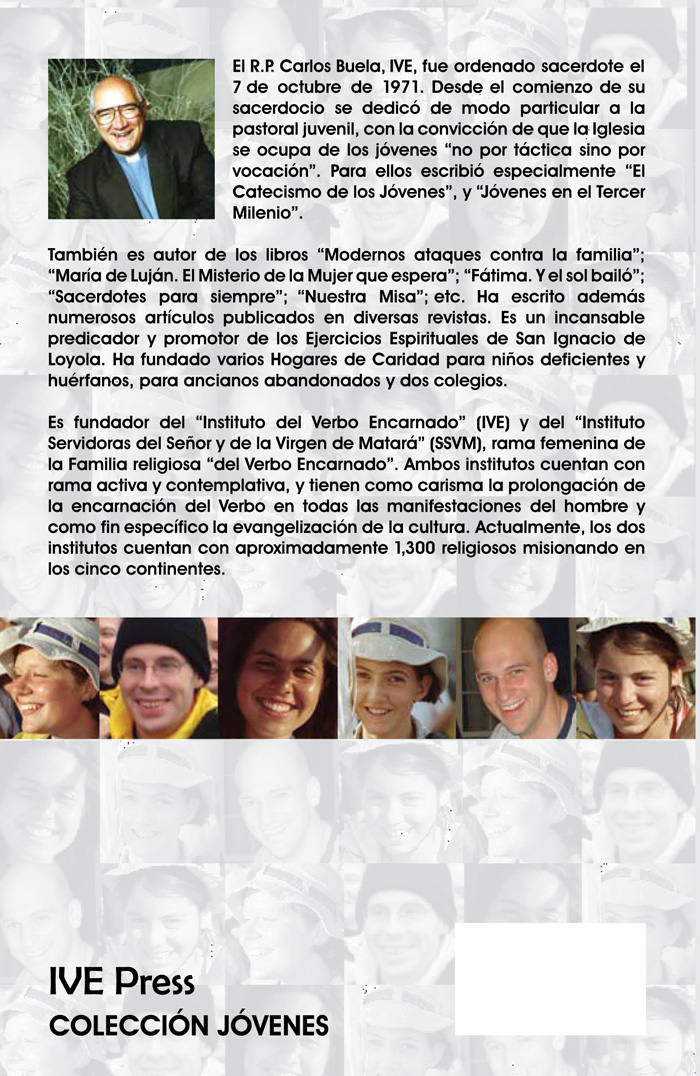 El R.P. Carlos Buela, IVE, fue ordenado sacerdote el
7 de octubre de 1971. Desde el comienzo de su
sacerdocio se dedicó de modo particular a la
pastoral juvenil, con la convicción de que la Iglesia
se ocupa de los jóvenes “no por táctica sino por
vocación”. Para ellos escribió especialmente “El
Catecismo de los Jóvenes”, y “Jóvenes en el Tercer
Milenio”.
También es autor de los libros “Modernos ataques contra la familia”;
“María de Luján. El Misterio de la Mujer que espera”; “Fátima. Y el sol bailó”;
“Sacerdotes para siempre”; “Nuestra Misa”; etc. Ha escrito además
numerosos artículos publicados en diversas revistas. Es un incansable
predicador y promotor de los Ejercicios Espirituales de San Ignacio de
Loyola. Ha fundado varios Hogares de Caridad para niños deficientes y
huérfanos, para ancianos abandonados y dos colegios.
Es fundador del “Instituto del Verbo Encarnado” (IVE) y del “Instituto
Servidoras del Señor y de la Virgen de Matará” (SSVM), rama femenina de
la Familia religiosa “del Verbo Encarnado”. Ambos institutos cuentan con
rama activa y contemplativa, y tienen como carisma la prolongación de
la encarnación del Verbo en todas las manifestaciones del hombre y
como fin específico la evangelización de la cultura. Actualmente, los dos
institutos cuentan con aproximadamente 1,300 religiosos misionando en
los cinco continentes.
IVE Press
COLECCIÓN JÓVENES